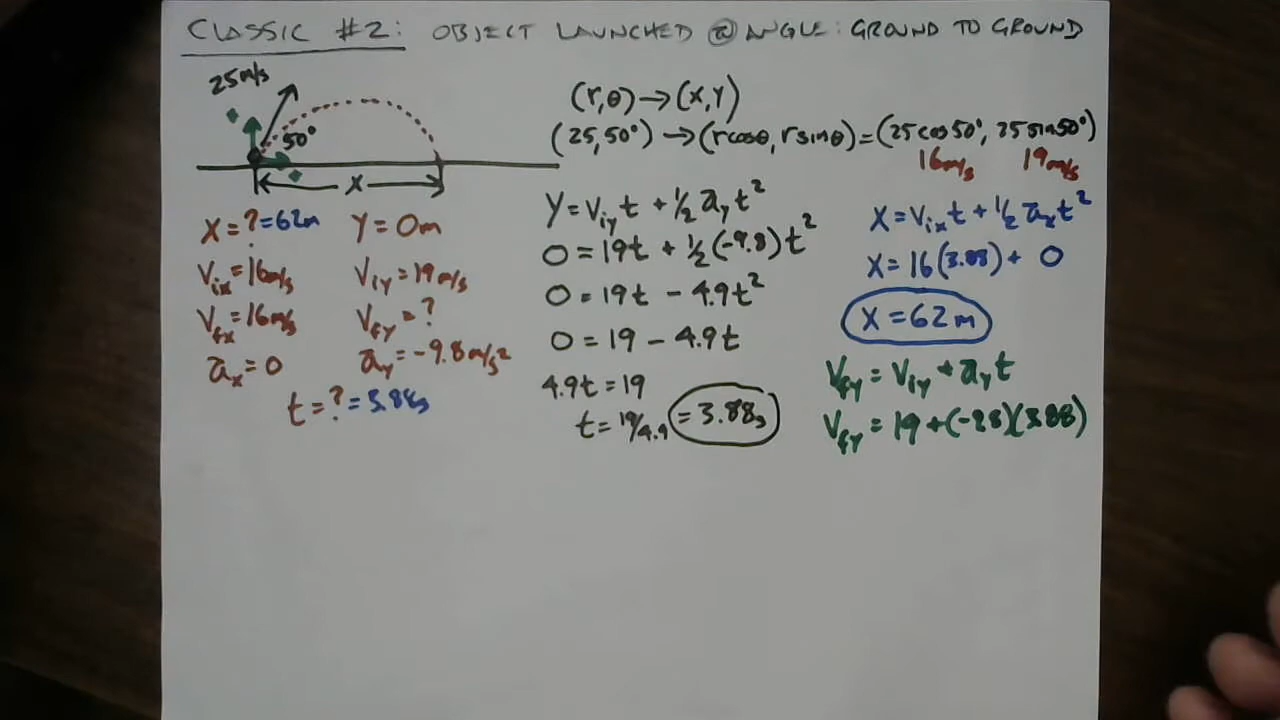 CLASSIC #2: OBJECT LAUNCHED @ ANGLE: GROUND TO GROUND
25m/s
50°
X
X=?=62m Y=0m
Vix=16m/s Viy=19m/s
Vfx=16m/s Vfy=?
ax=0 ay=-9.8m/s²
t=?=3.88s
(r,θ)→(X,Y)
(25,50°)→(rcosθ,rsinθ)=(25cos50°,25sin50°)
16m/s 19m/s
Y=Viyt+½ayt²
0=19t+½(-9.8)t²
0=19t-4.9t²
0=19-4.9t
4.9t=19
t=19/4.9=3.88s
X=Vixt+½axt²
X=16(3.88)+0
X=62m
Vfy=Viy+ayt
Vfy=19+(-9.8)(3.88)